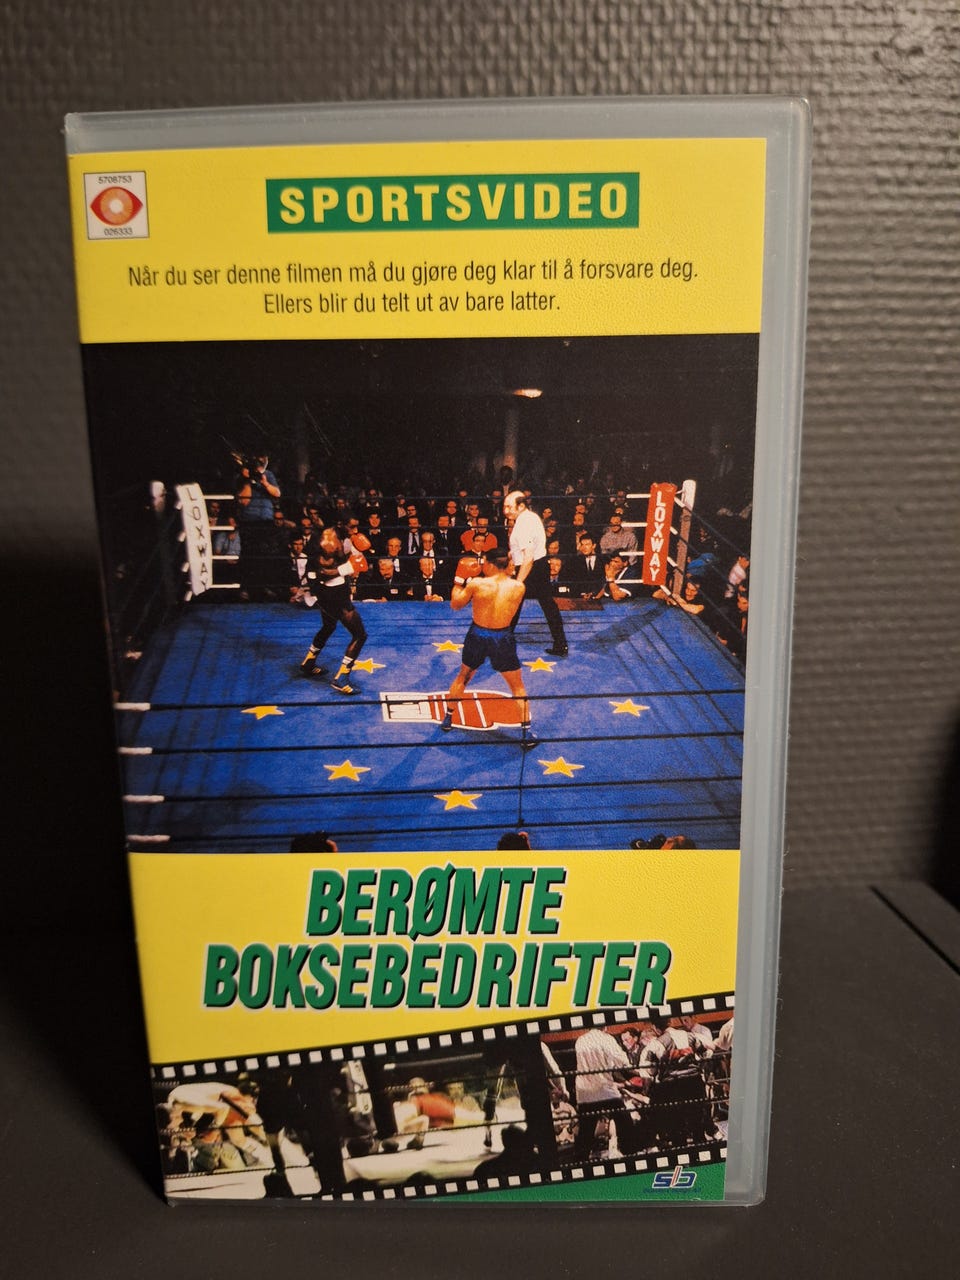 5708753
026333
SPORTSVIDEO
Når du ser denne filmen må du gjøre deg klar til å forsvare deg.
Ellers blir du telt ut av bare latter.
LOXWAY
LOXWAY
BERØMTE
BOKSEBEDRIFTER